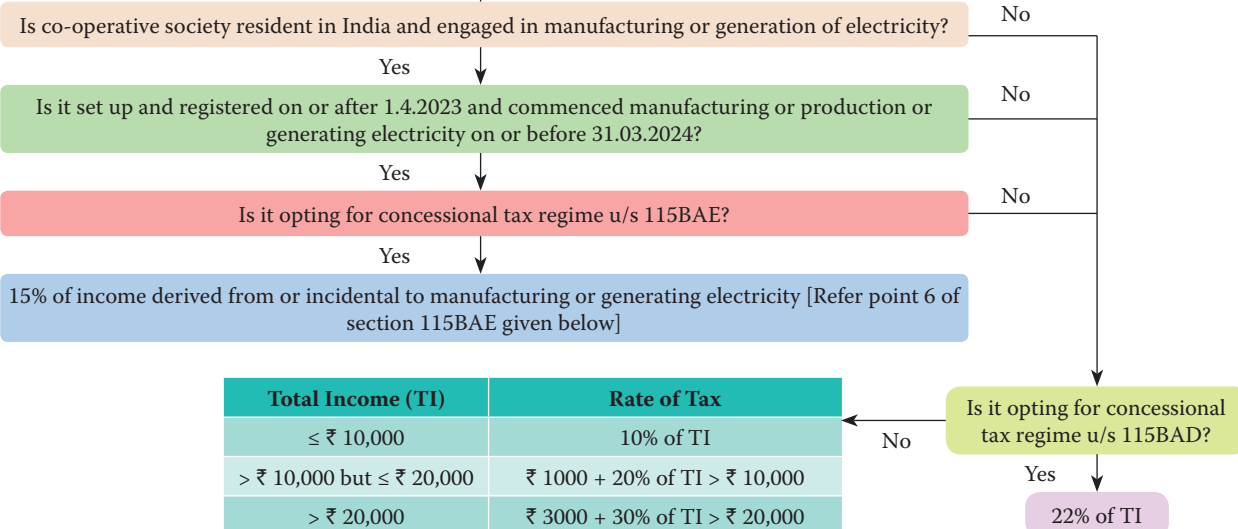 Is co-operative society resident in India and engaged in manufacturing or generation of electricity?
No
Yes
Is it set up and registered on or after 1.4.2023 and commenced manufacturing or production or
generating electricity on or before 31.03.2024?
No
Yes
Is it opting for concessional tax regime u/s 115BAE?
No
Yes
15% of income derived from or incidental to manufacturing or generating electricity [Refer point 6 of
section 115BAE given below]
Is it opting for concessional
tax regime u/s 115BAD?
No
Yes
22% of TI
Total Income (TI) Rate of Tax
≤ ₹ 10,000 10% of TI
> ₹ 10,000 but ≤ ₹ 20,000 ₹ 1000 + 20% of TI > ₹ 10,000
> ₹ 20,000 ₹ 3000 + 30% of TI > ₹ 20,000